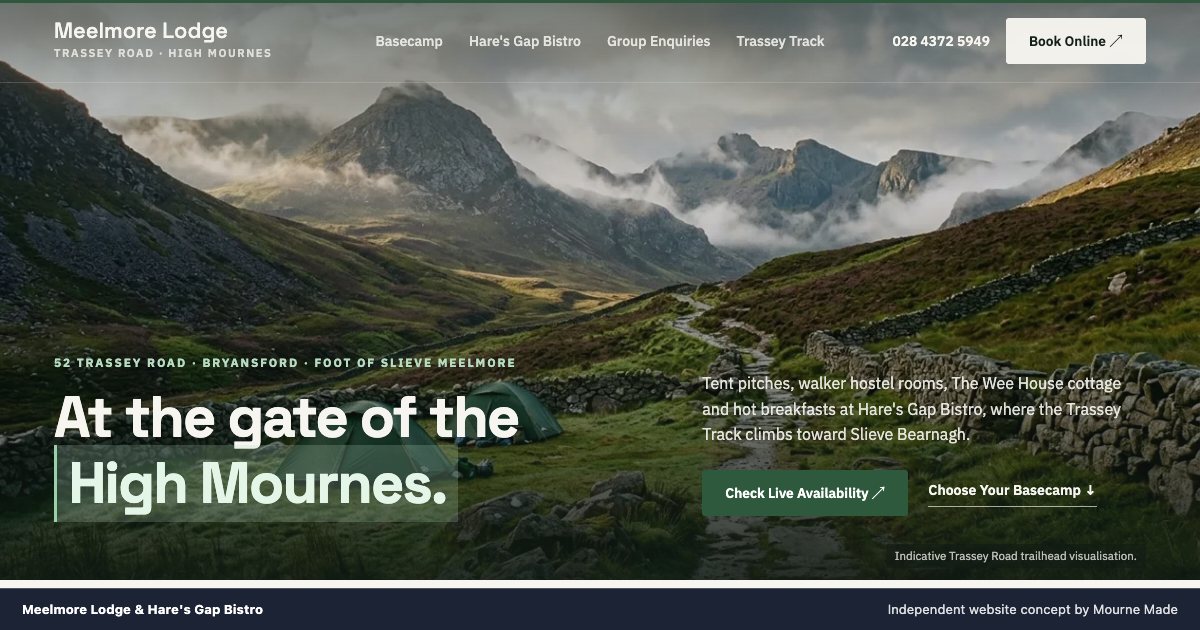 Meelmore Lodge
TRASSEY ROAD · HIGH MOURNES
Basecamp
Hare's Gap Bistro
Group Enquiries
Trassey Track
028 4372 5949
Book Online ↗
52 TRASSEY ROAD · BRYANSFORD · FOOT OF SLIEVE MEELMORE
At the gate of the
High Mournes.
Tent pitches, walker hostel rooms, The Wee House cottage
and hot breakfasts at Hare's Gap Bistro, where the Trassey
Track climbs toward Slieve Bearnagh.
Check Live Availability ↗
Choose Your Basecamp ↓
Indicative Trassey Road trailhead visualisation.
Meelmore Lodge & Hare's Gap Bistro
Independent website concept by Mourne Made